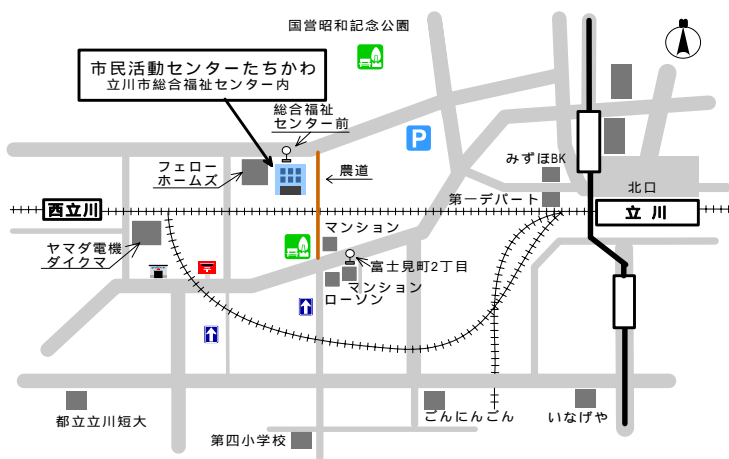 国営昭和記念公園
市民活動センターたちかわ
立川市総合福祉センター内
総合福祉
センター前
P
みずほBK
フェロー
ホームズ
農道
北口
第一デパート
西立川
立川
マンション
ヤマダ電機
ダイクマ
富士見町2丁目
マンション
ローソン
都立立川短大
ごんにんごん
いなげや
第四小学校